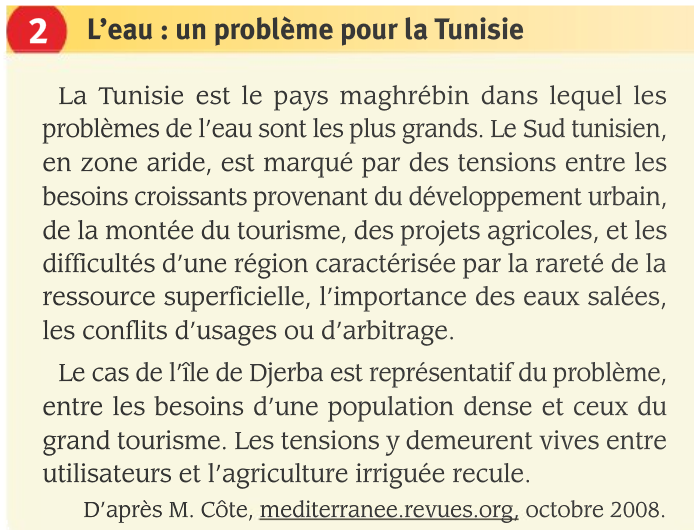 2 L'eau : un problème pour la Tunisie
La Tunisie est le pays maghrébin dans lequel les
problèmes de l'eau sont les plus grands. Le Sud tunisien,
en zone aride, est marqué par des tensions entre les
besoins croissants provenant du développement urbain,
de la montée du tourisme, des projets agricoles, et les
difficultés d'une région caractérisée par la rareté de la
ressource superficielle, l'importance des eaux salées,
les conflits d'usages ou d'arbitrage.
Le cas de l'île de Djerba est représentatif du problème,
entre les besoins d'une population dense et ceux du
grand tourisme. Les tensions y demeurent vives entre
utilisateurs et l'agriculture irriguée recule.
D'après M. Côte, mediterranee.revues.org, octobre 2008.